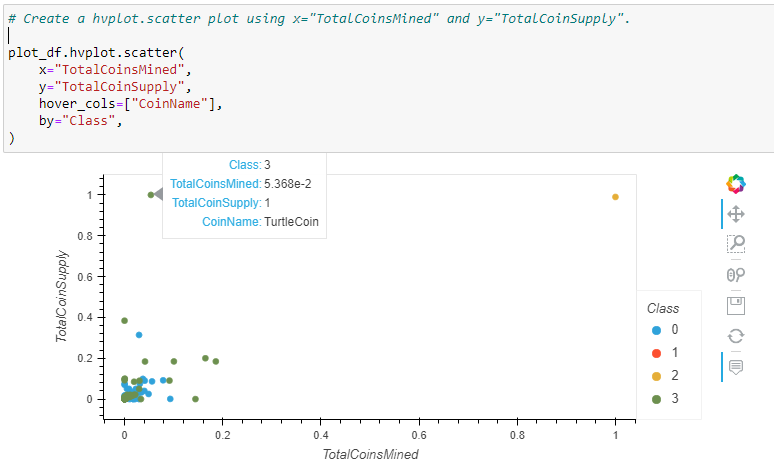 # Create a hvplot.scatter plot using x="TotalCoinsMined" and y="TotalCoinSupply".
plot_df.hvplot.scatter(
    x="TotalCoinsMined",
    y="TotalCoinSupply",
    hover_cols=["CoinName"],
    by="Class",
)
Class: 3
TotalCoinsMined: 5.368e-2
TotalCoinSupply: 1
CoinName: TurtleCoin
TotalCoinSupply
1
0.8
0.6
0.4
0.2
0
0 0.2 0.4 0.6 0.8 1
TotalCoinsMined
Class
0
1
2
3